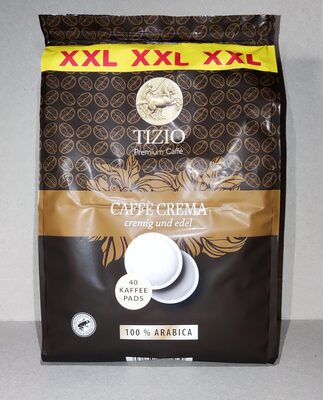 XXL XXL XXL
TIZIO
Premium Caffè
CAFFÈ CREMA
cremig und edel
40
KAFFEE
PADS
100 % ARABICA